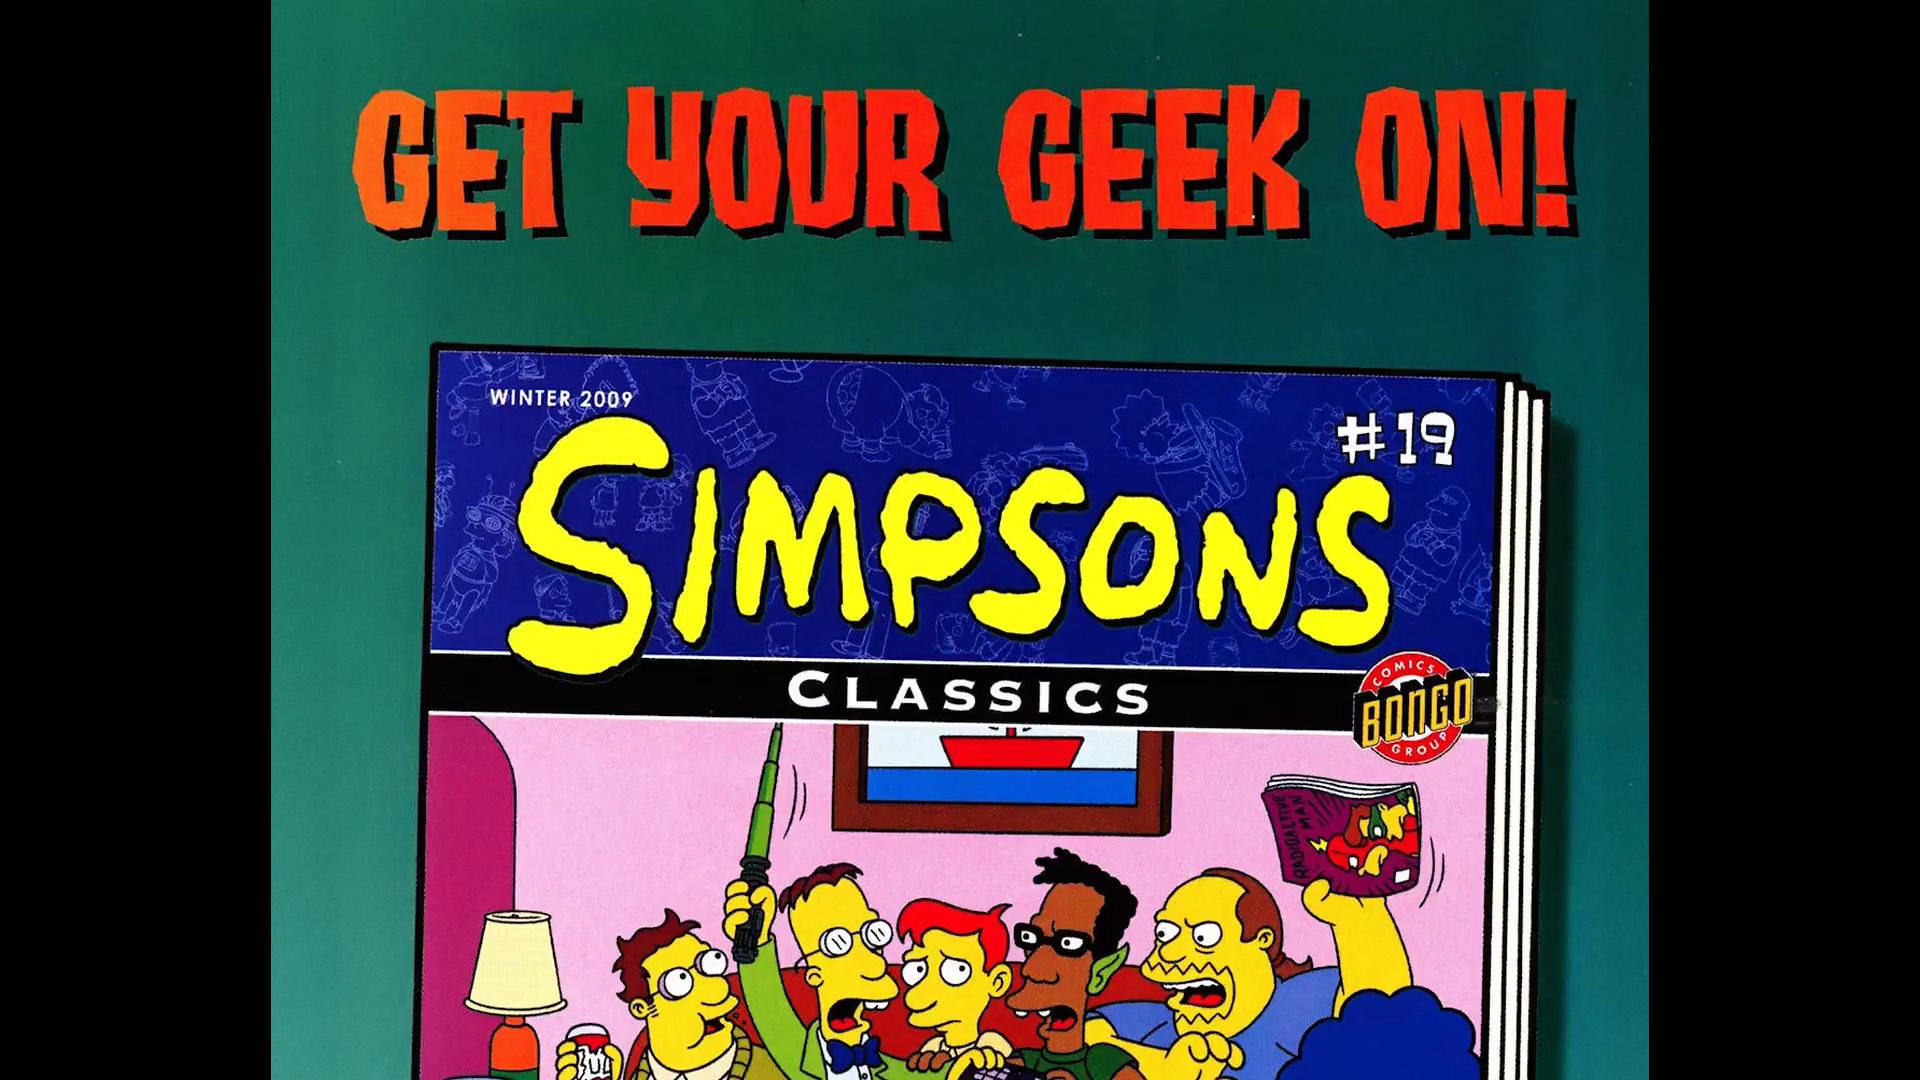 GET YOUR GEEK ON!
WINTER 2009
#19
SIMPSONS
CLASSICS
COMICS
BONGO
GROUP
RADIOACTIVE
MAN